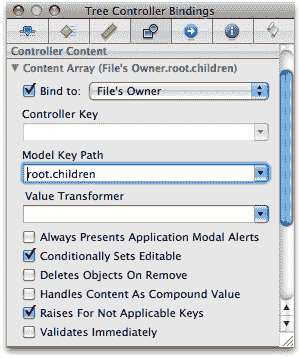 Tree Controller Bindings
Controller Content
Content Array (File's Owner.root.children)
Bind to: File's Owner
Controller Key
Model Key Path
root.children
Value Transformer
Always Presents Application Modal Alerts
Conditionally Sets Editable
Deletes Objects On Remove
Handles Content As Compound Value
Raises For Not Applicable Keys
Validates Immediately